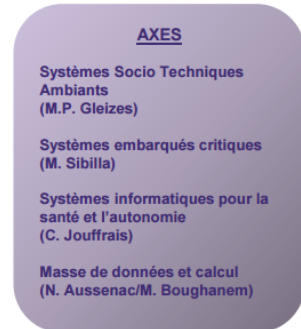 AXES
Systèmes Socio Techniques
Ambiants
(M.P. Gleizes)
Systèmes embarqués critiques
(M. Sibilla)
Systèmes informatiques pour la
santé et l'autonomie
(C. Jouffrais)
Masse de données et calcul
(N. Aussenac/M. Boughanem)